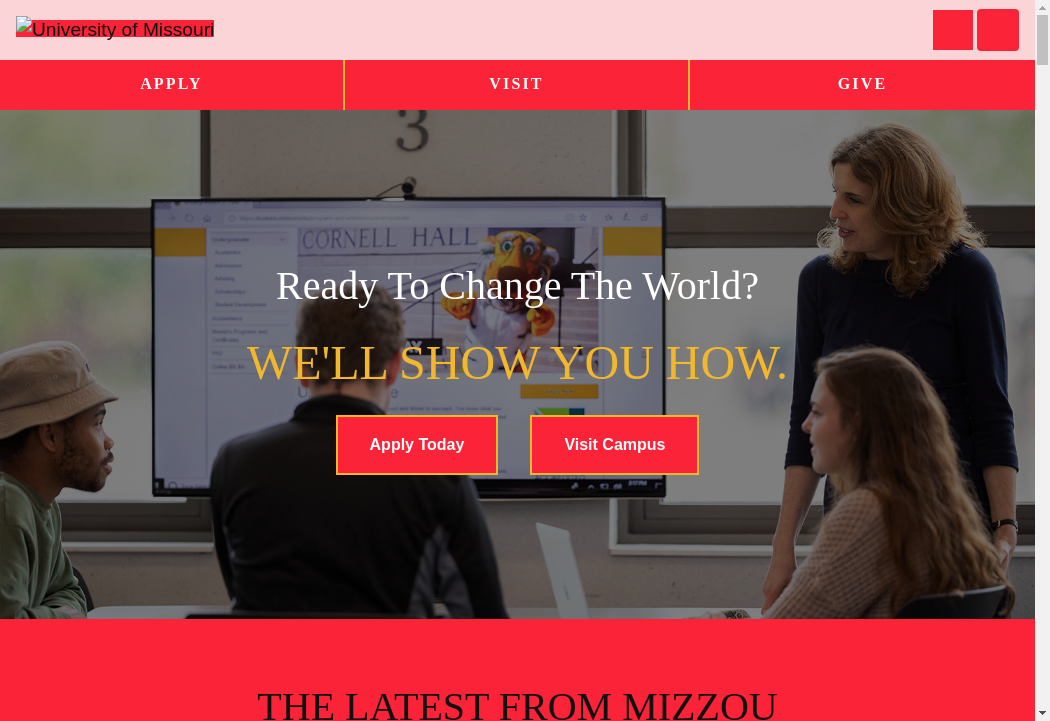 University of Missouri
APPLY
VISIT
GIVE
3
CORNELL HALL
Ready To Change The World?
WE'LL SHOW YOU HOW.
Apply Today
Visit Campus
THE LATEST FROM MIZZOU